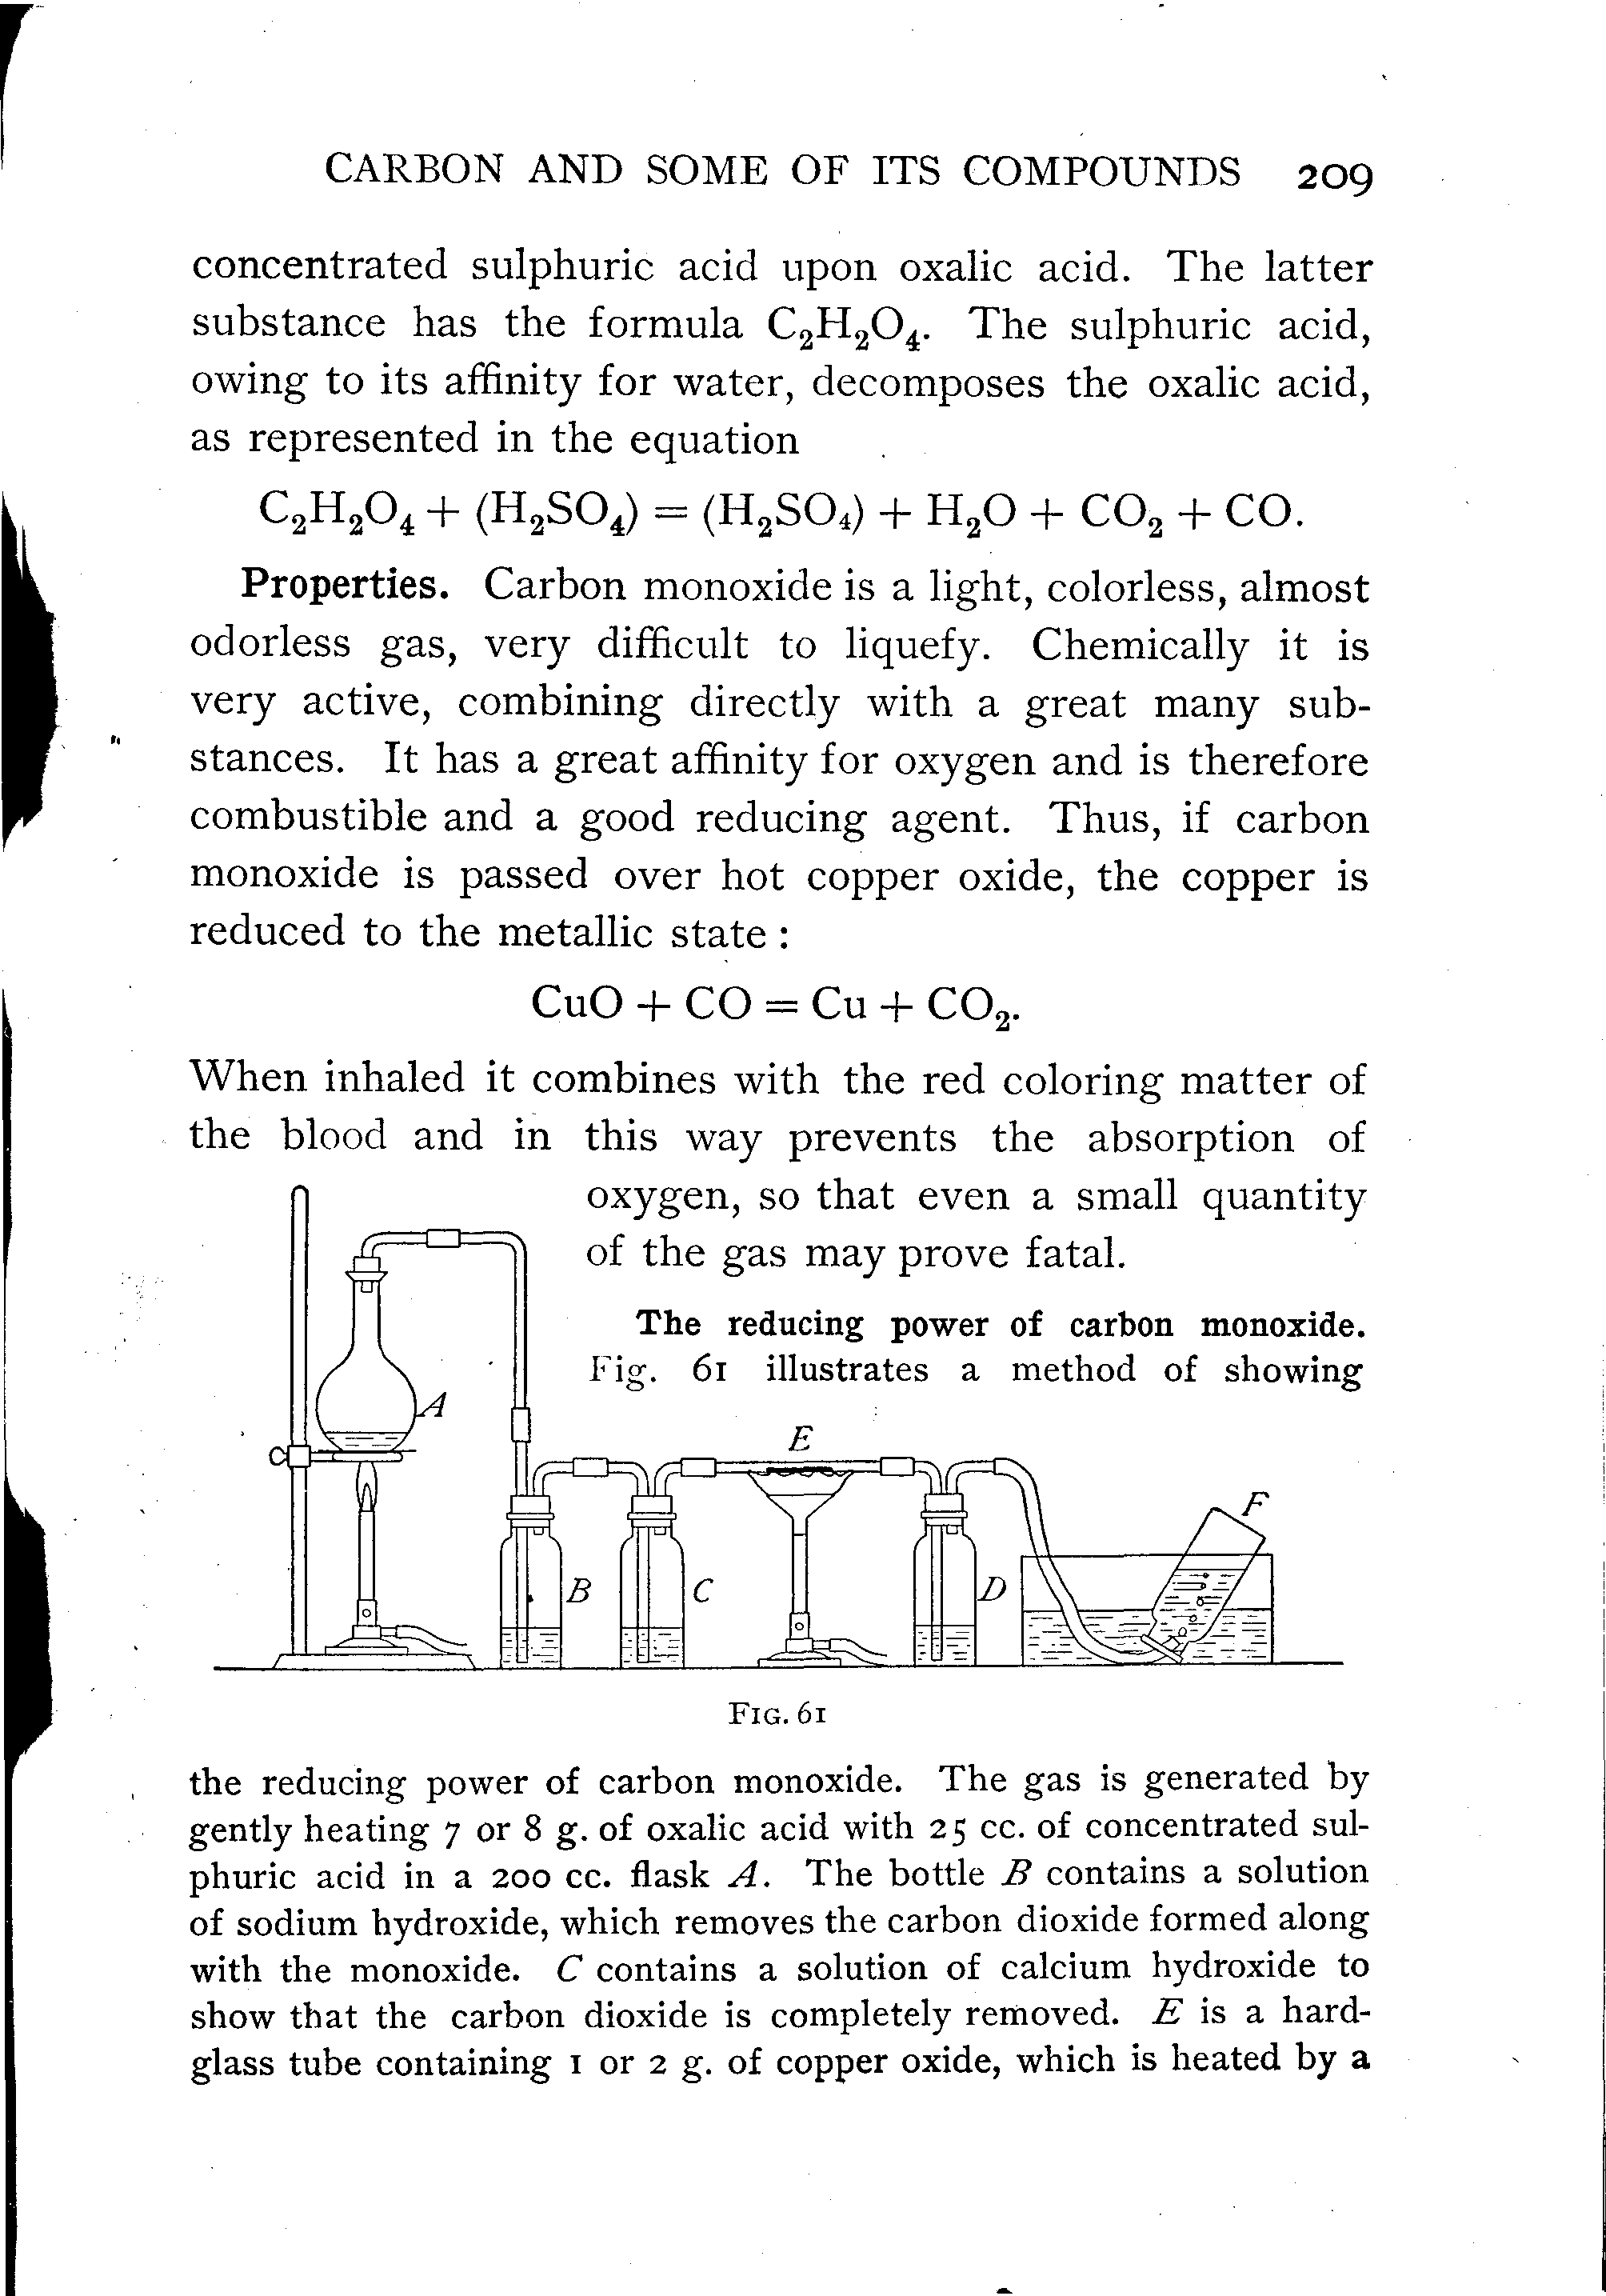 CARBON AND SOME OF ITS COMPOUNDS 209
concentrated sulphuric acid upon oxalic acid. The latter
substance has the formula C₂H₂O₄. The sulphuric acid,
owing to its affinity for water, decomposes the oxalic acid,
as represented in the equation
C₂H₂O₄ + (H₂SO₄) = (H₂SO₄) + H₂O + CO₂ + CO.
Properties. Carbon monoxide is a light, colorless, almost
odorless gas, very difficult to liquefy. Chemically it is
very active, combining directly with a great many sub-
stances. It has a great affinity for oxygen and is therefore
combustible and a good reducing agent. Thus, if carbon
monoxide is passed over hot copper oxide, the copper is
reduced to the metallic state :
CuO + CO = Cu + CO₂.
When inhaled it combines with the red coloring matter of
the blood and in this way prevents the absorption of
oxygen, so that even a small quantity
of the gas may prove fatal.
The reducing power of carbon monoxide.
Fig. 61 illustrates a method of showing
A
E
F
B
C
D
FIG. 61
the reducing power of carbon monoxide. The gas is generated by
gently heating 7 or 8 g. of oxalic acid with 25 cc. of concentrated sul-
phuric acid in a 200 cc. flask A. The bottle B contains a solution
of sodium hydroxide, which removes the carbon dioxide formed along
with the monoxide. C contains a solution of calcium hydroxide to
show that the carbon dioxide is completely removed. E is a hard-
glass tube containing 1 or 2 g. of copper oxide, which is heated by a